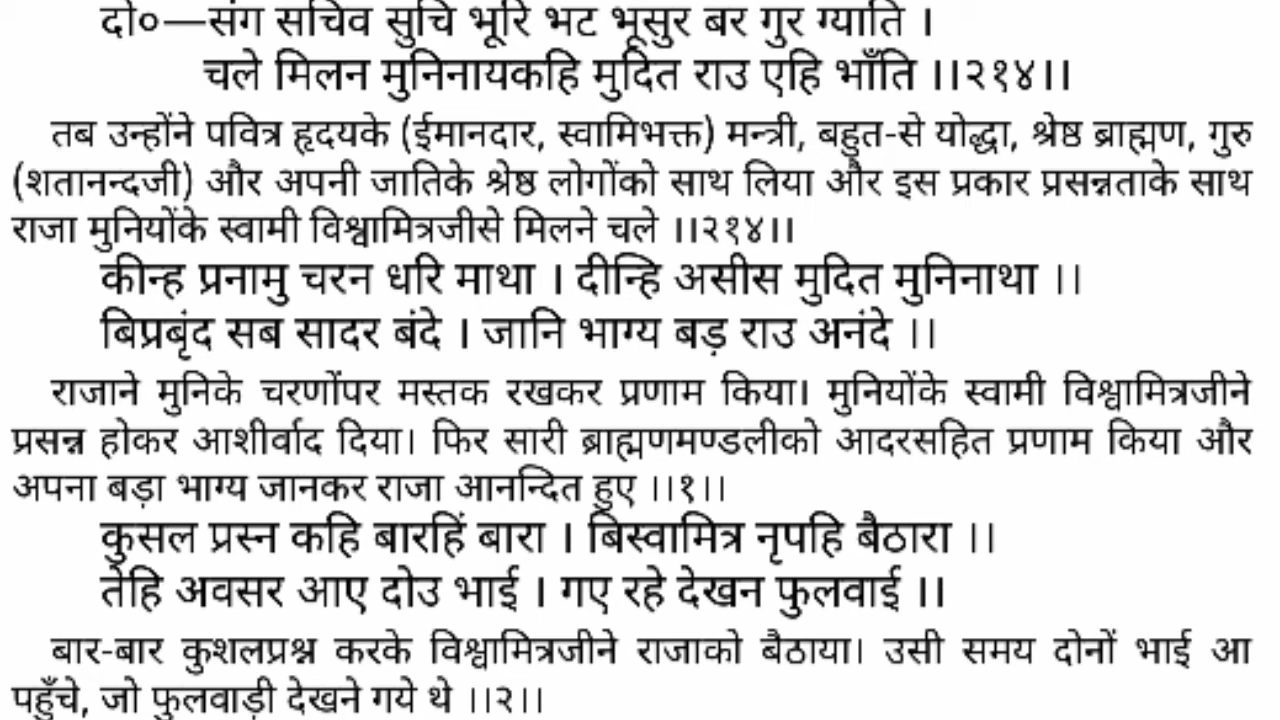 दो०—संग सचिव सुचि भूरि भट भूसुर बर गुर ग्याति ।
चले मिलन मुनिनायकहि मुदित राउ एहि भाँति ।।२१४।।
तब उन्होंने पवित्र हृदयके (ईमानदार, स्वामिभक्त) मन्त्री, बहुत-से योद्धा, श्रेष्ठ ब्राह्मण, गुरु
(शतानन्दजी) और अपनी जातिके श्रेष्ठ लोगोंको साथ लिया और इस प्रकार प्रसन्नताके साथ
राजा मुनियोंके स्वामी विश्वामित्रजीसे मिलने चले ।।२१४।।
कीन्ह प्रनामु चरन धरि माथा । दीन्हि असीस मुदित मुनिनाथा ।।
बिप्रबृंद सब सादर बंदे । जानि भाग्य बड़ राउ अनंदे ।।
राजाने मुनिके चरणोंपर मस्तक रखकर प्रणाम किया। मुनियोंके स्वामी विश्वामित्रजीने
प्रसन्न होकर आशीर्वाद दिया। फिर सारी ब्राह्मणमण्डलीको आदरसहित प्रणाम किया और
अपना बड़ा भाग्य जानकर राजा आनन्दित हुए ।।१।।
कुसल प्रस्न कहि बारहिं बारा । बिस्वामित्र नृपहि बैठारा ।।
तेहि अवसर आए दोउ भाई । गए रहे देखन फुलवाई ।।
बार-बार कुशलप्रश्न करके विश्वामित्रजीने राजाको बैठाया। उसी समय दोनों भाई आ
पहुँचे, जो फुलवाड़ी देखने गये थे ।।२।।